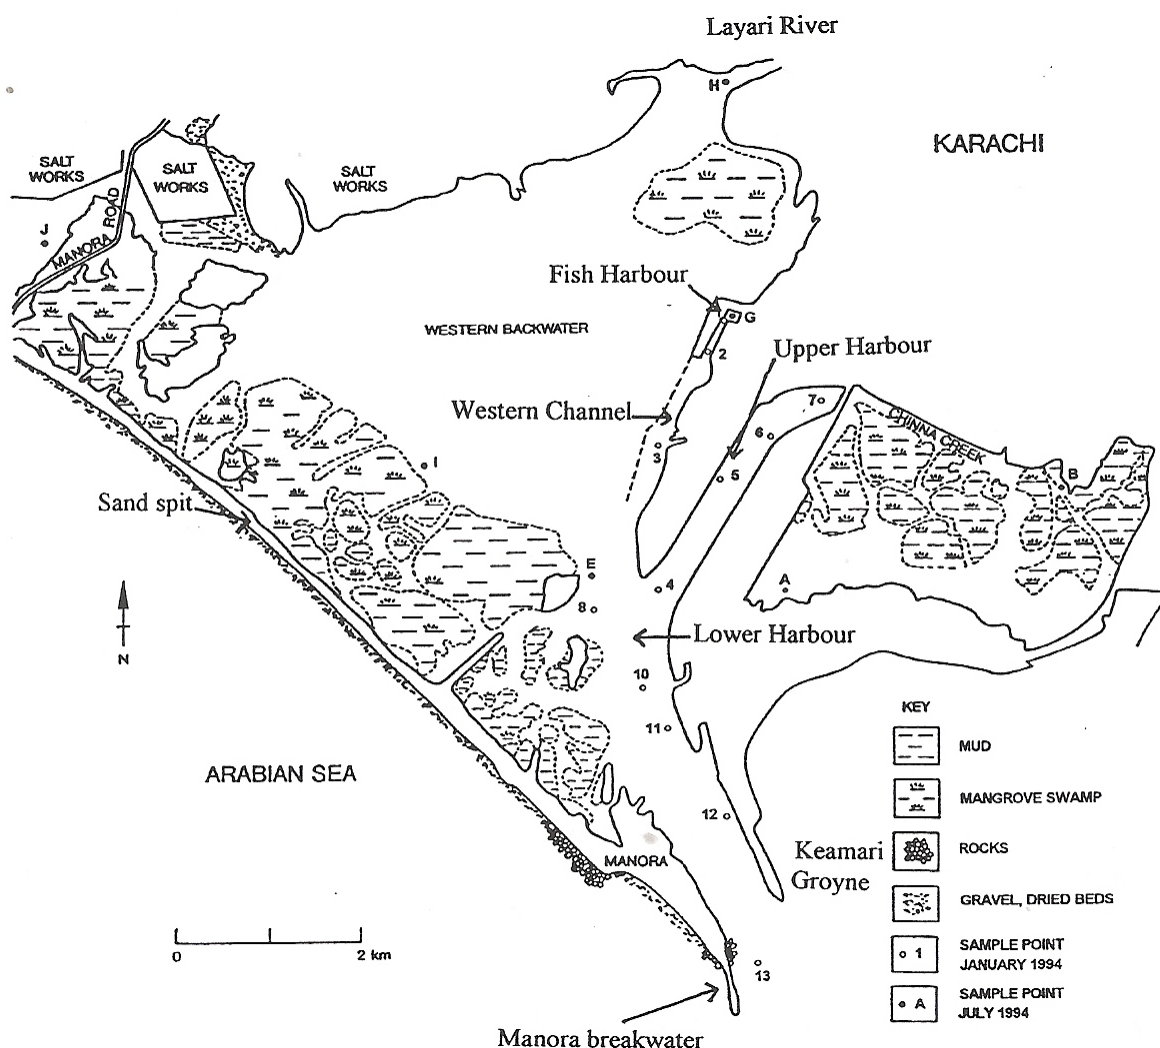 Layari River
H
KARACHI
SALT
WORKS
SALT
WORKS
SALT
WORKS
J
MANORA ROAD
Fish Harbour
G
WESTERN BACKWATER
2
Upper Harbour
7
Western Channel
CHINNA CREEK
6
3
5
I
B
Sand spit
E
4
A
8
N
Lower Harbour
10
11
KEY
MUD
ARABIAN SEA
MANGROVE SWAMP
12
ROCKS
MANORA
Keamari
Groyne
GRAVEL, DRIED BEDS
0
2 km
1
SAMPLE POINT
JANUARY 1994
13
A
SAMPLE POINT
JULY 1994
Manora breakwater